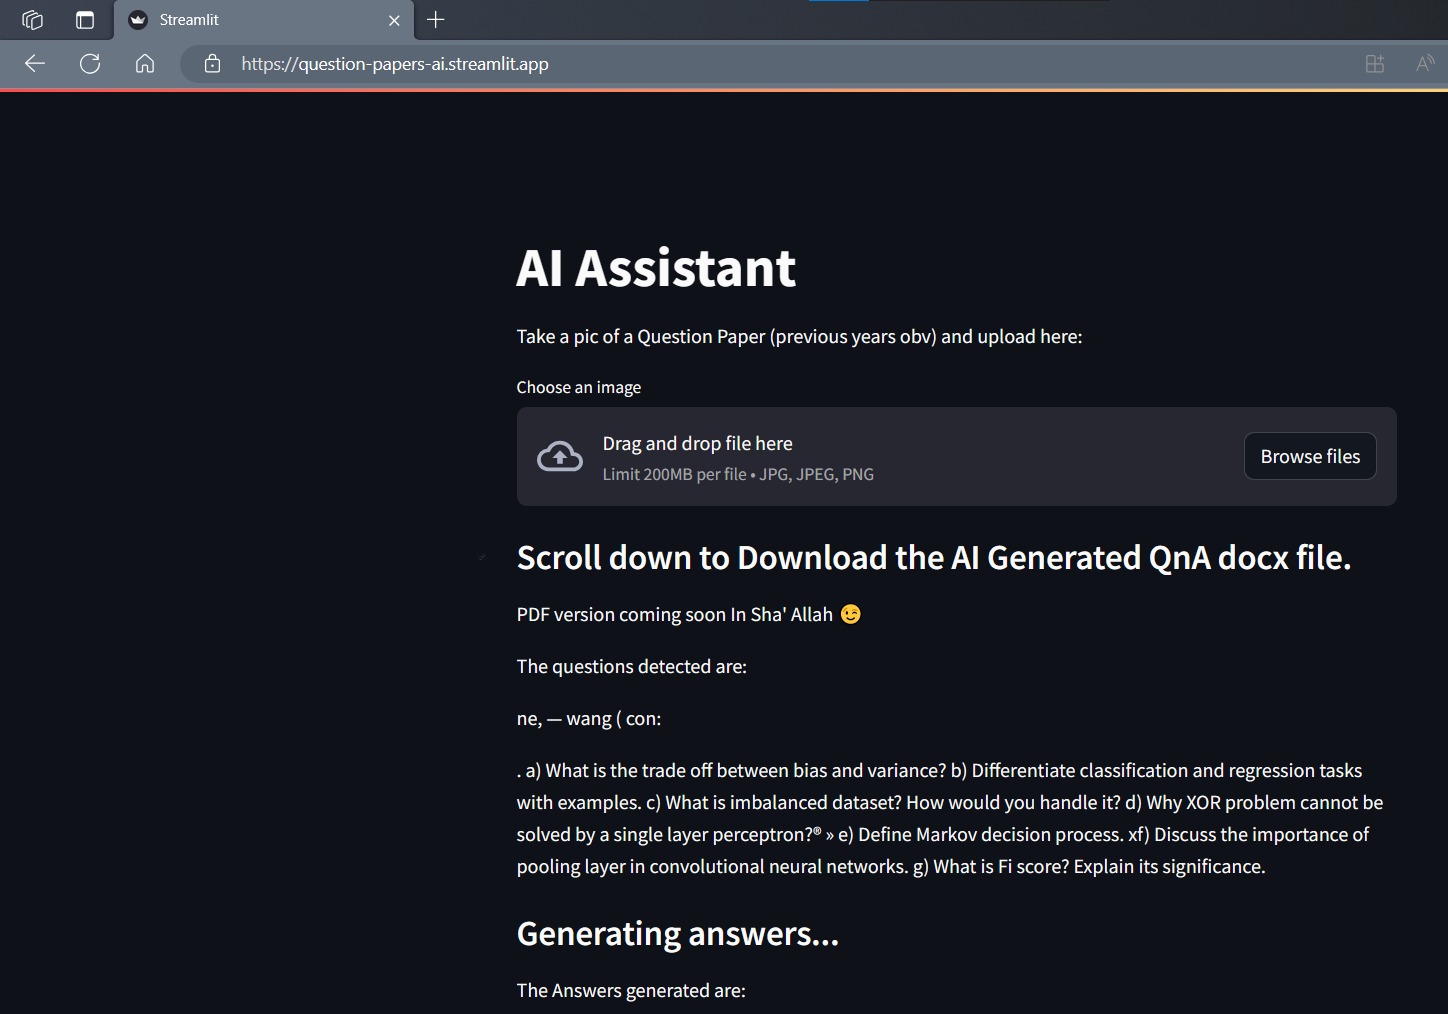 Streamlit
https://question-papers-ai.streamlit.app
AI Assistant
Take a pic of a Question Paper (previous years obv) and upload here:
Choose an image
Drag and drop file here
Limit 200MB per file • JPG, JPEG, PNG
Browse files
Scroll down to Download the AI Generated QnA docx file.
PDF version coming soon In Sha' Allah 😉
The questions detected are:
ne, — wang ( con:
. a) What is the trade off between bias and variance? b) Differentiate classification and regression tasks
with examples. c) What is imbalanced dataset? How would you handle it? d) Why XOR problem cannot be
solved by a single layer perceptron?® » e) Define Markov decision process. xf) Discuss the importance of
pooling layer in convolutional neural networks. g) What is Fi score? Explain its significance.
Generating answers...
The Answers generated are: